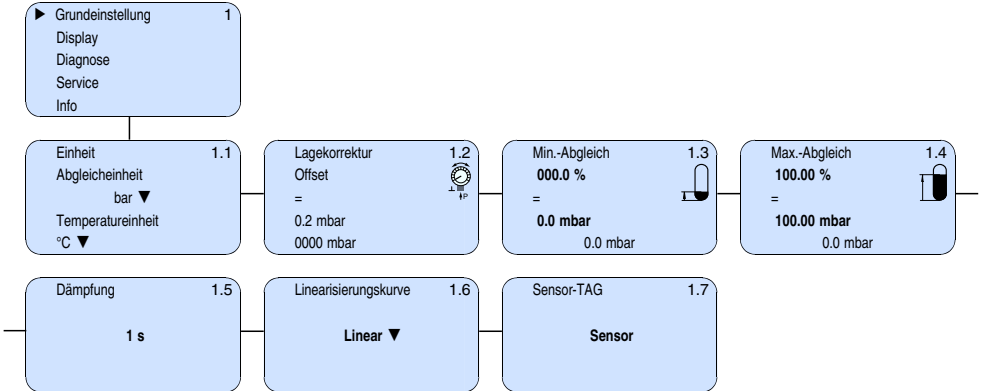 ▶ Grundeinstellung 1
Display
Diagnose
Service
Info
Einheit 1.1
Abgleicheinheit
bar ▼
Temperatureinheit
°C ▼
Lagekorrektur 1.2
Offset
=
0.2 mbar
0000 mbar
P
Min.-Abgleich 1.3
000.0 %
=
0.0 mbar
0.0 mbar
Max.-Abgleich 1.4
100.00 %
=
100.00 mbar
0.0 mbar
Dämpfung 1.5
1 s
Linearisierungskurve 1.6
Linear ▼
Sensor-TAG 1.7
Sensor